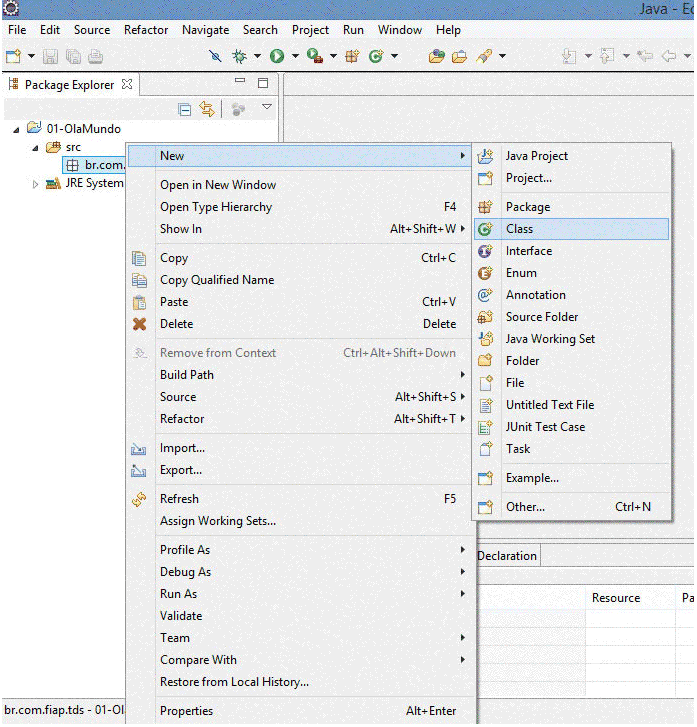 Java - Ec
File Edit Source Refactor Navigate Search Project Run Window Help
Package Explorer
01-OlaMundo
src
br.com.
JRE System
New
Open in New Window
Open Type Hierarchy F4
Show In Alt+Shift+W
Copy Ctrl+C
Copy Qualified Name
Paste Ctrl+V
Delete Delete
Remove from Context Ctrl+Alt+Shift+Down
Build Path
Source Alt+Shift+S
Refactor Alt+Shift+T
Import...
Export...
Refresh F5
Assign Working Sets...
Profile As
Debug As
Run As
Validate
Team
Compare With
Restore from Local History...
Properties Alt+Enter
Java Project
Project...
Package
Class
Interface
Enum
Annotation
Source Folder
Java Working Set
Folder
File
Untitled Text File
JUnit Test Case
Task
Example...
Other... Ctrl+N
Declaration
Resource Pa
br.com.fiap.tds - 01-Ol